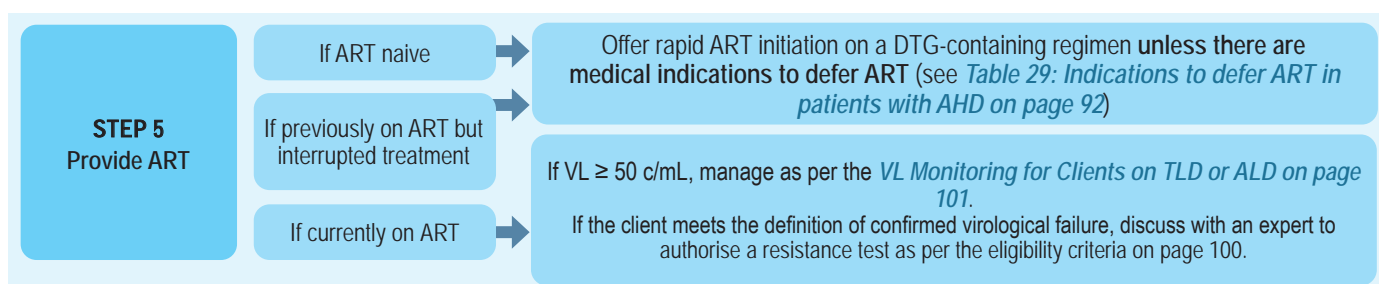 STEP 5
Provide ART
If ART naive
If previously on ART but
interrupted treatment
If currently on ART
Offer rapid ART initiation on a DTG-containing regimen unless there are
medical indications to defer ART (see Table 29: Indications to defer ART in
patients with AHD on page 92)
If VL ≥ 50 c/mL, manage as per the VL Monitoring for Clients on TLD or ALD on page
101.
If the client meets the definition of confirmed virological failure, discuss with an expert to
authorise a resistance test as per the eligibility criteria on page 100.